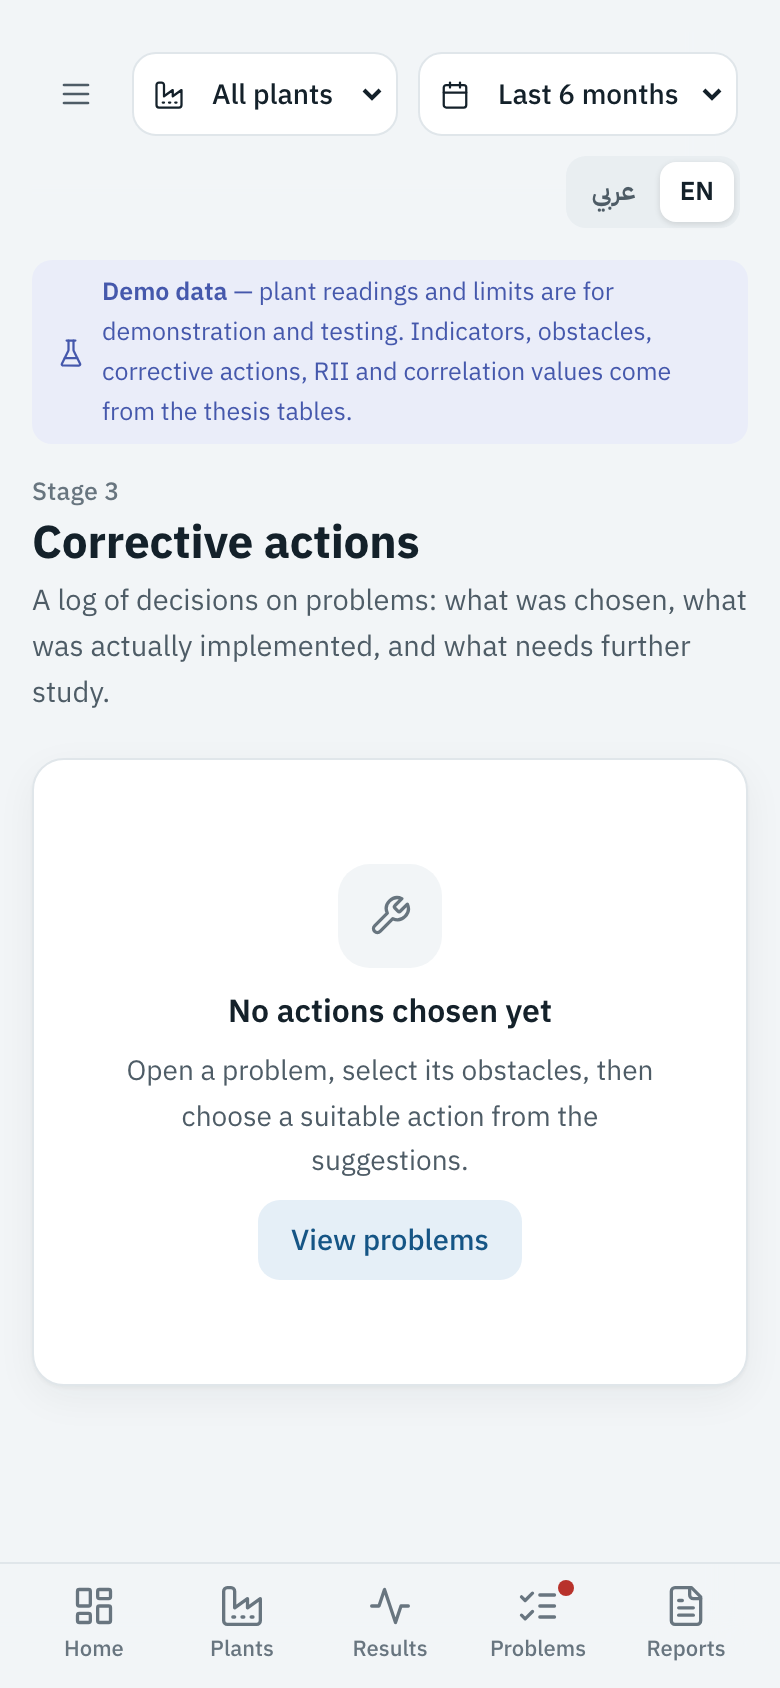 All plants
Last 6 months
عربي
EN
Demo data — plant readings and limits are for
demonstration and testing. Indicators, obstacles,
corrective actions, RII and correlation values come
from the thesis tables.
Stage 3
Corrective actions
A log of decisions on problems: what was chosen, what
was actually implemented, and what needs further
study.
No actions chosen yet
Open a problem, select its obstacles, then
choose a suitable action from the
suggestions.
View problems
Home
Plants
Results
Problems
Reports